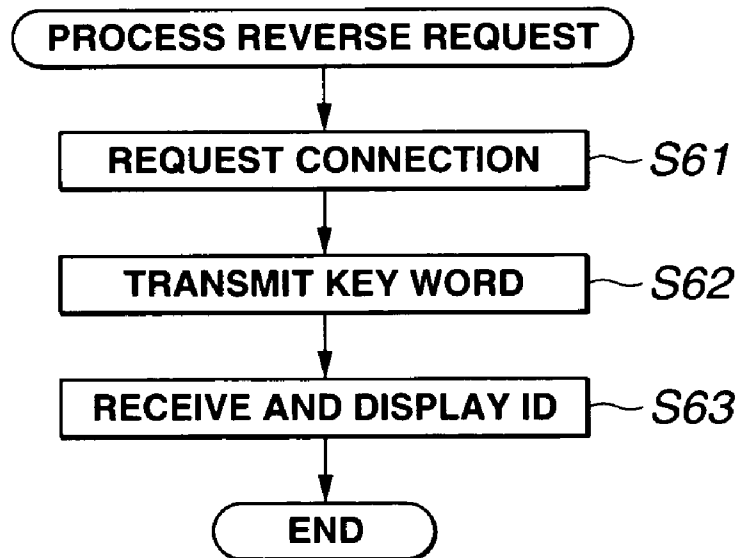 PROCESS REVERSE REQUEST
REQUEST CONNECTION S61
TRANSMIT KEY WORD S62
RECEIVE AND DISPLAY ID S63
END